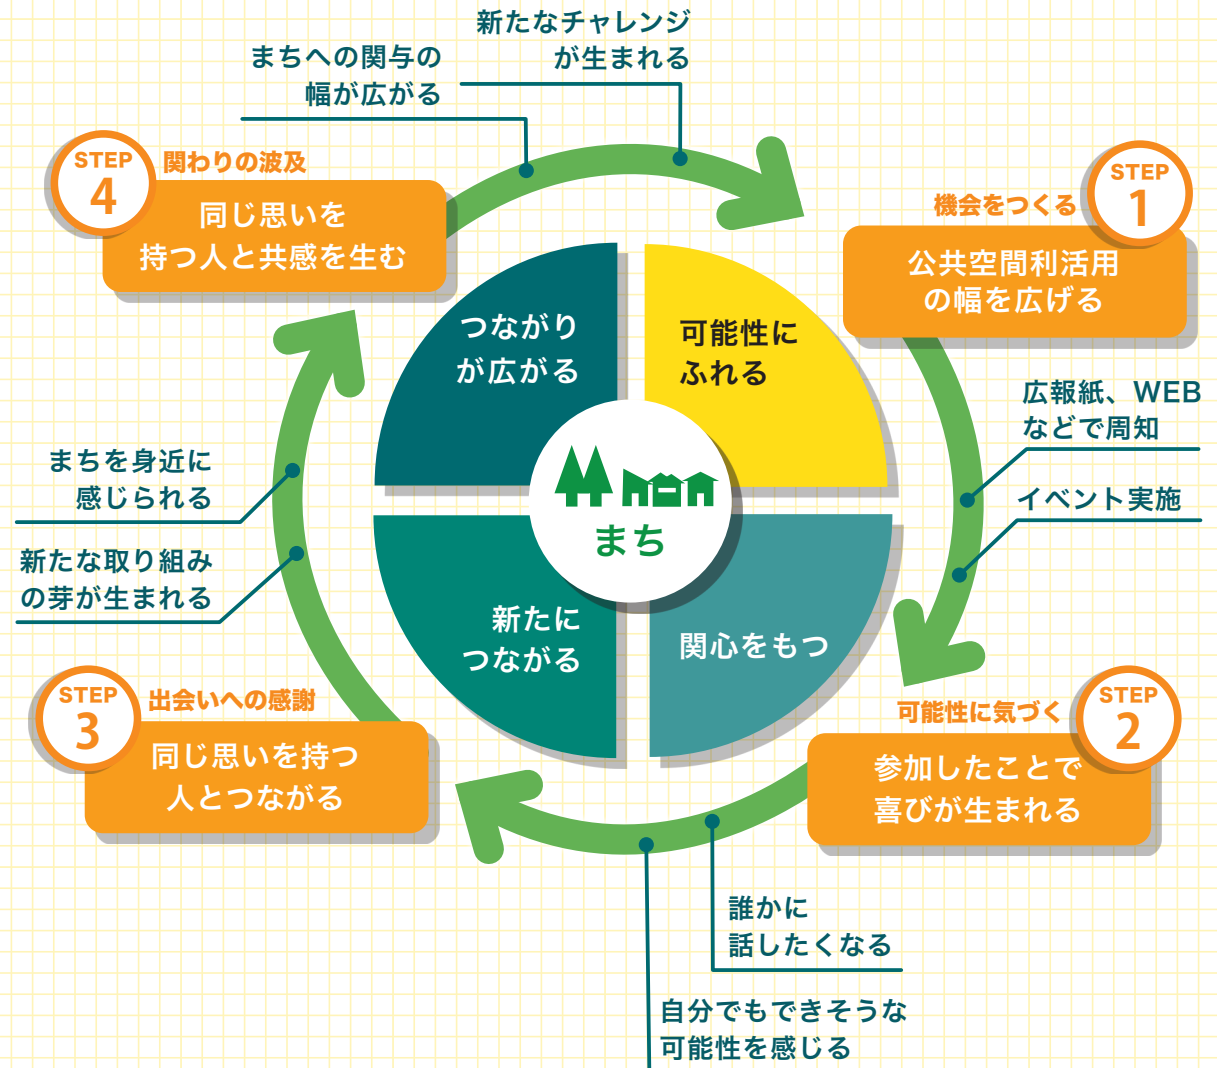 新たなチャレンジ
が生まれる
まちへの関与の
幅が広がる
STEP
1
機会をつくる
公共空間利活用
の幅を広げる
広報紙、WEB
などで周知
イベント実施
STEP
2
可能性に気づく
参加したことで
喜びが生まれる
誰かに
話したくなる
自分でもできそうな
可能性を感じる
STEP
3
出会いへの感謝
同じ思いを持つ
人とつながる
新たな取り組み
の芽が生まれる
まちを身近に
感じられる
STEP
4
関わりの波及
同じ思いを
持つ人と共感を生む
可能性に
ふれる
関心をもつ
新たに
つながる
つながり
が広がる
まち